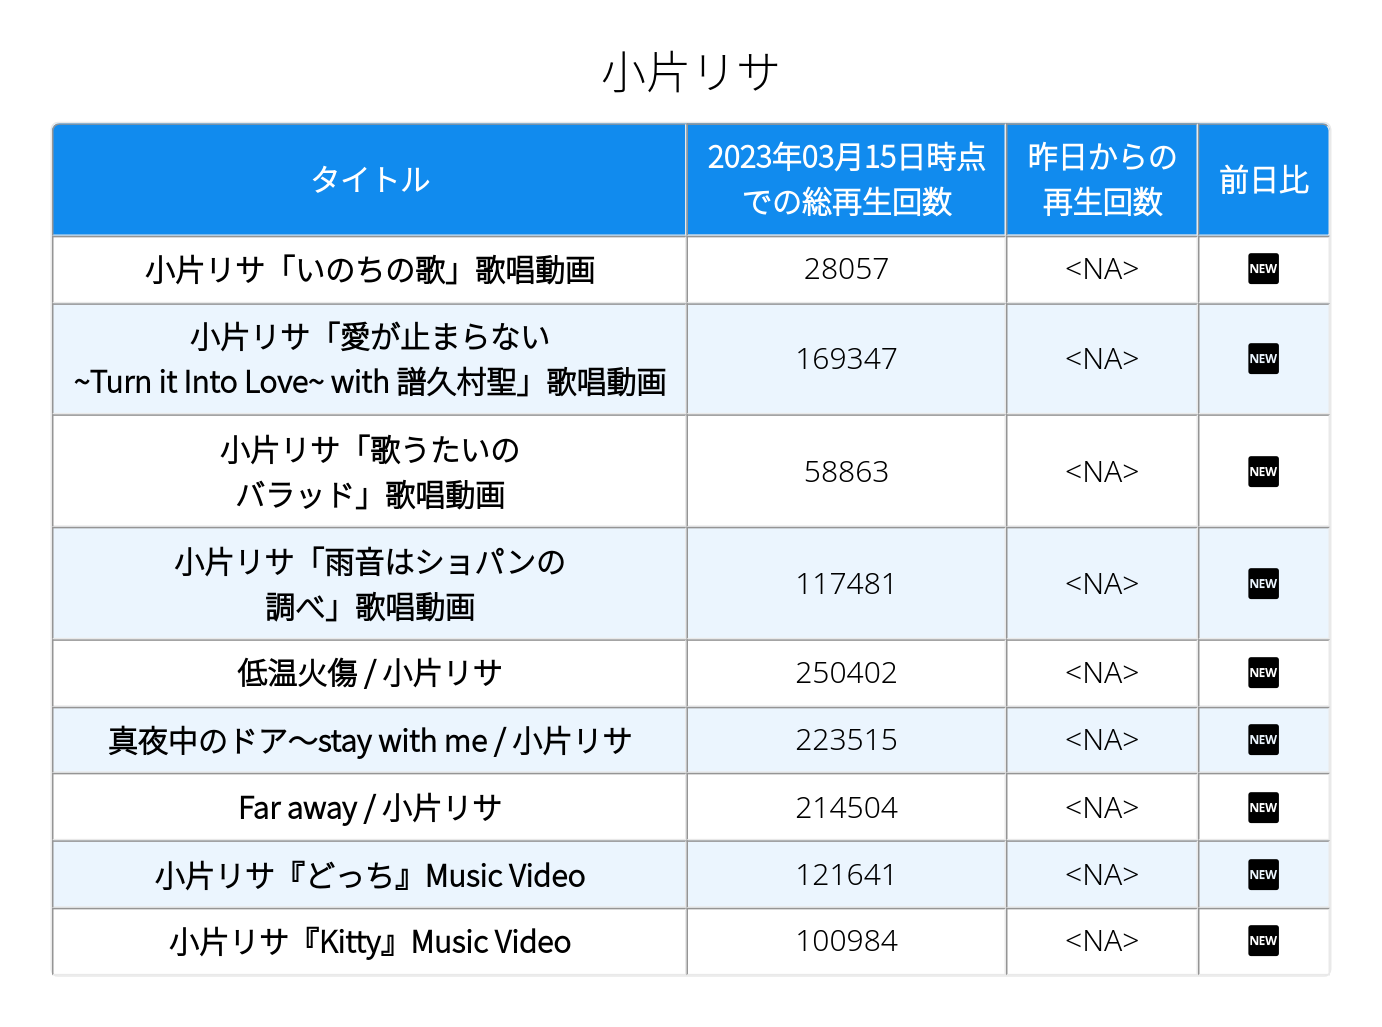 小片リサ
タイトル
2023年03月15日時点
での総再生回数
昨日からの
再生回数
前日比
小片リサ「いのちの歌」歌唱動画
28057
<NA>
NEW
小片リサ「愛が止まらない
~Turn it Into Love~ with 譜久村聖」歌唱動画
169347
<NA>
NEW
小片リサ「歌うたいの
バラッド」歌唱動画
58863
<NA>
NEW
小片リサ「雨音はショパンの
調べ」歌唱動画
117481
<NA>
NEW
低温火傷 / 小片リサ
250402
<NA>
NEW
真夜中のドア〜stay with me / 小片リサ
223515
<NA>
NEW
Far away / 小片リサ
214504
<NA>
NEW
小片リサ『どっち』Music Video
121641
<NA>
NEW
小片リサ『Kitty』Music Video
100984
<NA>
NEW